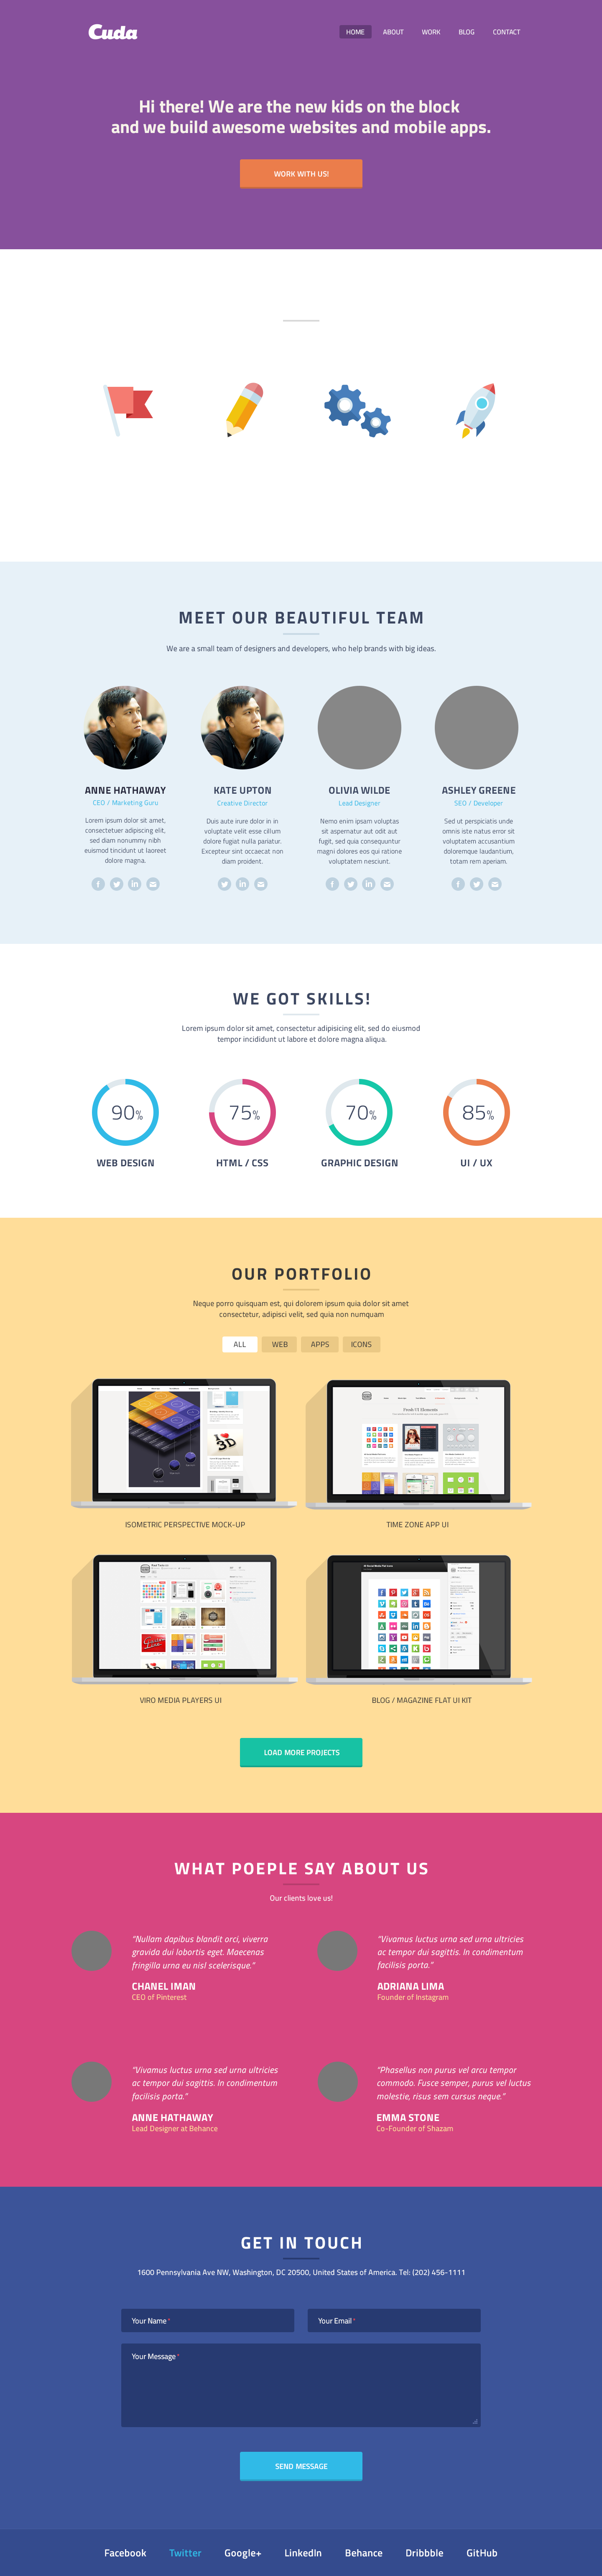 Cuda
HOME ABOUT WORK BLOG CONTACT
Hi there! We are the new kids on the block
and we build awesome websites and mobile apps.
WORK WITH US!
MEET OUR BEAUTIFUL TEAM
We are a small team of designers and developers, who help brands with big ideas.
ANNE HATHAWAY
CEO / Marketing Guru
Lorem ipsum dolor sit amet,
consectetuer adipiscing elit,
sed diam nonummy nibh
euismod tincidunt ut laoreet
dolore magna.
KATE UPTON
Creative Director
Duis aute irure dolor in in
voluptate velit esse cillum
dolore fugiat nulla pariatur.
Excepteur sint occaecat non
diam proident.
OLIVIA WILDE
Lead Designer
Nemo enim ipsam voluptas
sit aspernatur aut odit aut
fugit, sed quia consequuntur
magni dolores eos qui ratione
voluptatem nesciunt.
ASHLEY GREENE
SEO / Developer
Sed ut perspiciatis unde
omnis iste natus error sit
voluptatem accusantium
doloremque laudantium,
totam rem aperiam.
WE GOT SKILLS!
Lorem ipsum dolor sit amet, consectetur adipisicing elit, sed do eiusmod
tempor incididunt ut labore et dolore magna aliqua.
90%
WEB DESIGN
75%
HTML / CSS
70%
GRAPHIC DESIGN
85%
UI / UX
OUR PORTFOLIO
Neque porro quisquam est, qui dolorem ipsum quia dolor sit amet
consectetur, adipisci velit, sed quia non numquam
ALL WEB APPS ICONS
I 3D
ISOMETRIC PERSPECTIVE MOCK-UP
Fresh UI Elements
TIME ZONE APP UI
VIRO MEDIA PLAYERS UI
BLOG / MAGAZINE FLAT UI KIT
LOAD MORE PROJECTS
WHAT POEPLE SAY ABOUT US
Our clients love us!
“Nullam dapibus blandit orci, viverra
gravida dui lobortis eget. Maecenas
fringilla urna eu nisl scelerisque.”
CHANEL IMAN
CEO of Pinterest
“Vivamus luctus urna sed urna ultricies
ac tempor dui sagittis. In condimentum
facilisis porta.”
ADRIANA LIMA
Founder of Instagram
“Vivamus luctus urna sed urna ultricies
ac tempor dui sagittis. In condimentum
facilisis porta.”
ANNE HATHAWAY
Lead Designer at Behance
“Phasellus non purus vel arcu tempor
commodo. Fusce semper, purus vel luctus
molestie, risus sem cursus neque.”
EMMA STONE
Co-Founder of Shazam
GET IN TOUCH
1600 Pennsylvania Ave NW, Washington, DC 20500, United States of America. Tel: (202) 456-1111
Your Name *
Your Email *
Your Message *
SEND MESSAGE
Facebook Twitter Google+ LinkedIn Behance Dribbble GitHub